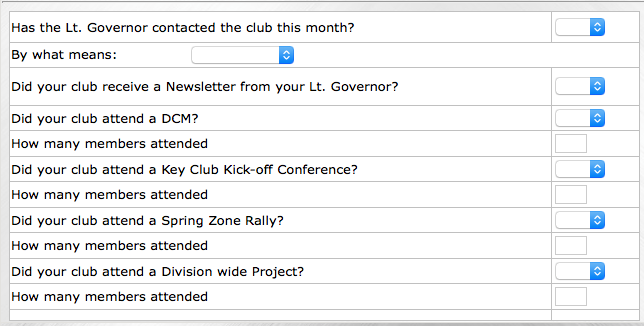 Has the Lt. Governor contacted the club this month?
By what means:
Did your club receive a Newsletter from your Lt. Governor?
Did your club attend a DCM?
How many members attended
Did your club attend a Key Club Kick-off Conference?
How many members attended
Did your club attend a Spring Zone Rally?
How many members attended
Did your club attend a Division wide Project?
How many members attended